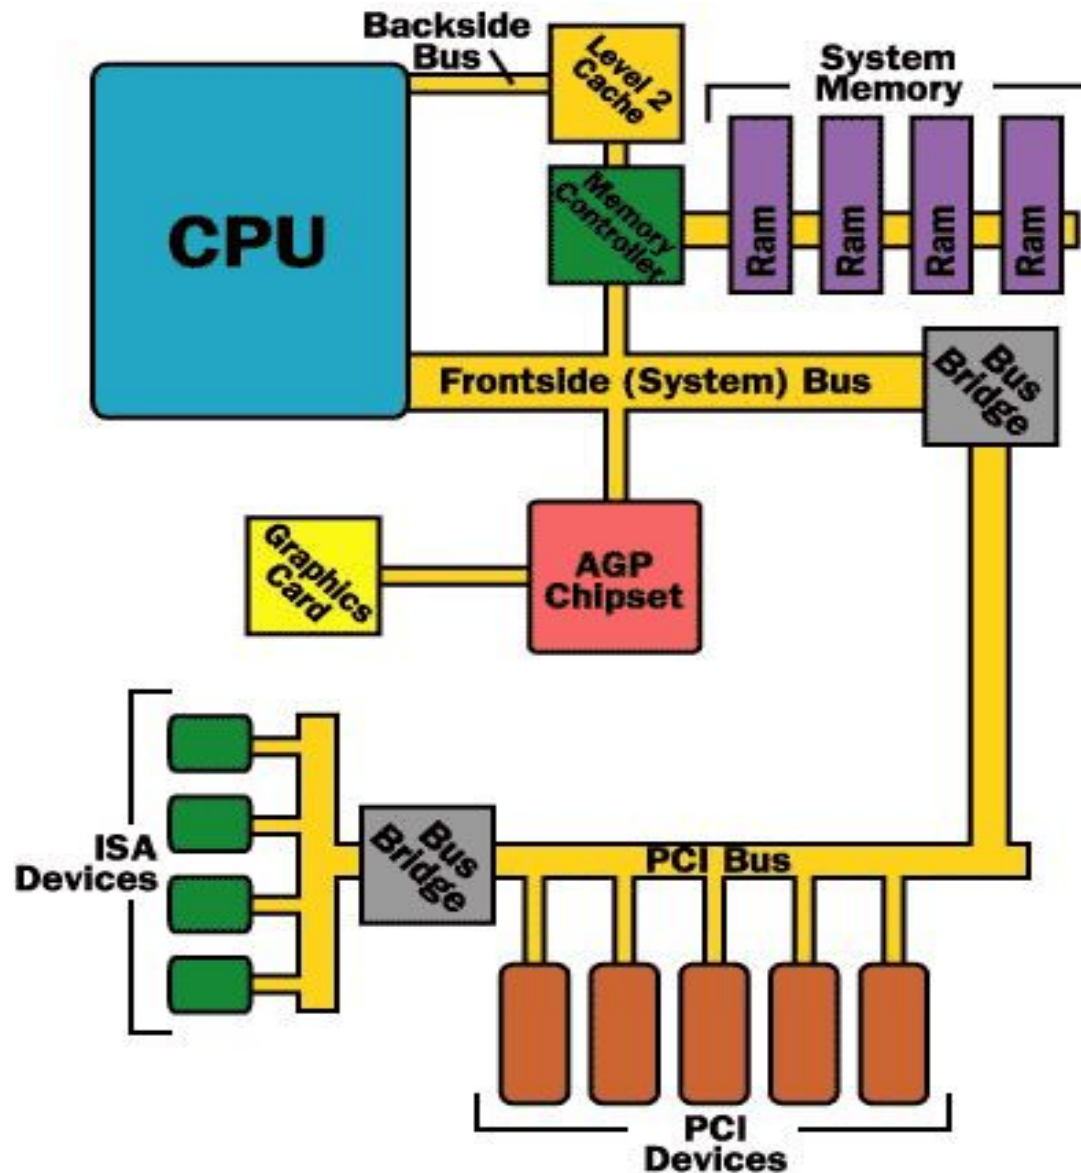 Backside
Bus
Level 2
Cache
System
Memory
CPU
Memory
Controller
Ram
Ram
Ram
Ram
Frontside (System) Bus
Bus
Bridge
Graphics
Card
AGP
Chipset
ISA
Devices
Bus
Bridge
PCI Bus
PCI
Devices